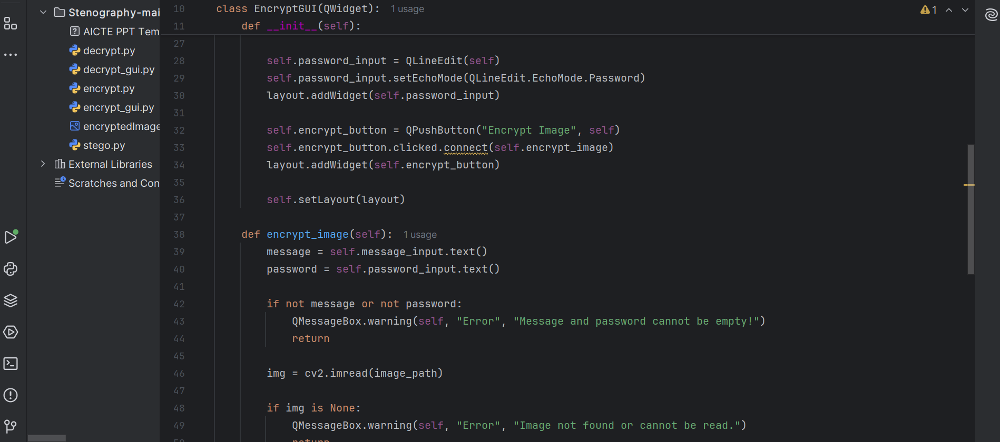 Stenography-mai
AICTE PPT Tem
decrypt.py
decrypt_gui.py
encrypt.py
encrypt_gui.py
encryptedImage
stego.py
External Libraries
Scratches and Con
10 class EncryptGUI(QWidget): 1 usage
11 def __init__(self):
27
28 self.password_input = QLineEdit(self)
29 self.password_input.setEchoMode(QLineEdit.EchoMode.Password)
30 layout.addWidget(self.password_input)
31
32 self.encrypt_button = QPushButton("Encrypt Image", self)
33 self.encrypt_button.clicked.connect(self.encrypt_image)
34 layout.addWidget(self.encrypt_button)
35
36 self.setLayout(layout)
37
38 def encrypt_image(self): 1 usage
39 message = self.message_input.text()
40 password = self.password_input.text()
41
42 if not message or not password:
43 QMessageBox.warning(self, "Error", "Message and password cannot be empty!")
44 return
45
46 img = cv2.imread(image_path)
47
48 if img is None:
49 QMessageBox.warning(self, "Error", "Image not found or cannot be read.")
50 return
1